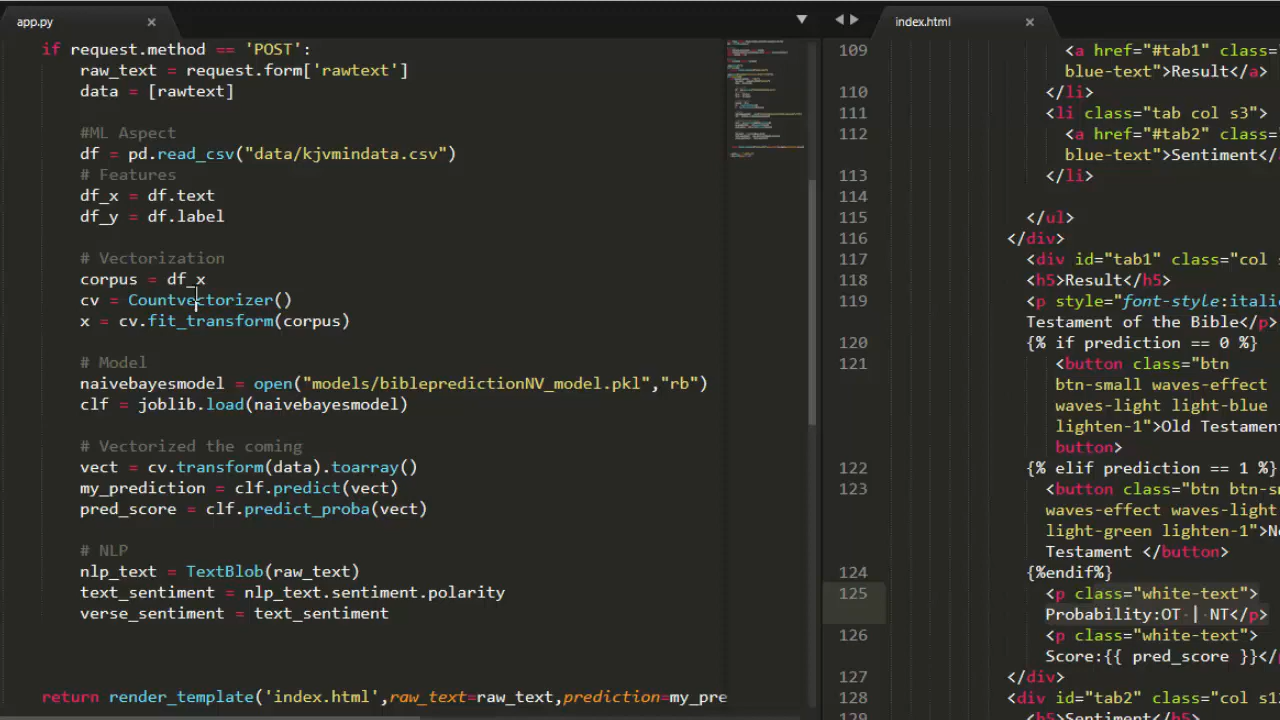 app.py
if request.method == 'POST':
raw_text = request.form['rawtext']
data = [rawtext]
#ML Aspect
df = pd.read_csv("data/kjvmindata.csv")
# Features
df_x = df.text
df_y = df.label
# Vectorization
corpus = df_x
cv = Countvectorizer()
x = cv.fit_transform(corpus)
# Model
naivebayesmodel = open("models/biblepredictionNV_model.pkl","rb")
clf = joblib.load(naivebayesmodel)
# Vectorized the coming
vect = cv.transform(data).toarray()
my_prediction = clf.predict(vect)
pred_score = clf.predict_proba(vect)
# NLP
nlp_text = TextBlob(raw_text)
text_sentiment = nlp_text.sentiment.polarity
verse_sentiment = text_sentiment
return render_template('index.html',raw_text=raw_text,prediction=my_pre
index.html
109 <a href="#tab1" class=
blue-text">Result</a>
110 </li>
111 <li class="tab col s3">
112 <a href="#tab2" class=
blue-text">Sentiment</
113 </li>
114
115 </ul>
116 </div>
117 <div id="tab1" class="col s
118 <h5>Result</h5>
119 <p style="font-style:itali
Testament of the Bible</p>
120 {% if prediction == 0 %}
121 <button class="btn
btn-small waves-effect
waves-light light-blue
lighten-1">Old Testamen
button>
122 {% elif prediction == 1 %}
123 <button class="btn btn-sm
waves-effect waves-light
light-green lighten-1">Ne
Testament </button>
124 {%endif%}
125 <p class="white-text">
Probability:OT | NT</p>
126 <p class="white-text">
Score:{{ pred_score }}</
127 </div>
128 <div id="tab2" class="col s1
129 <h5>Sentiment</h5>